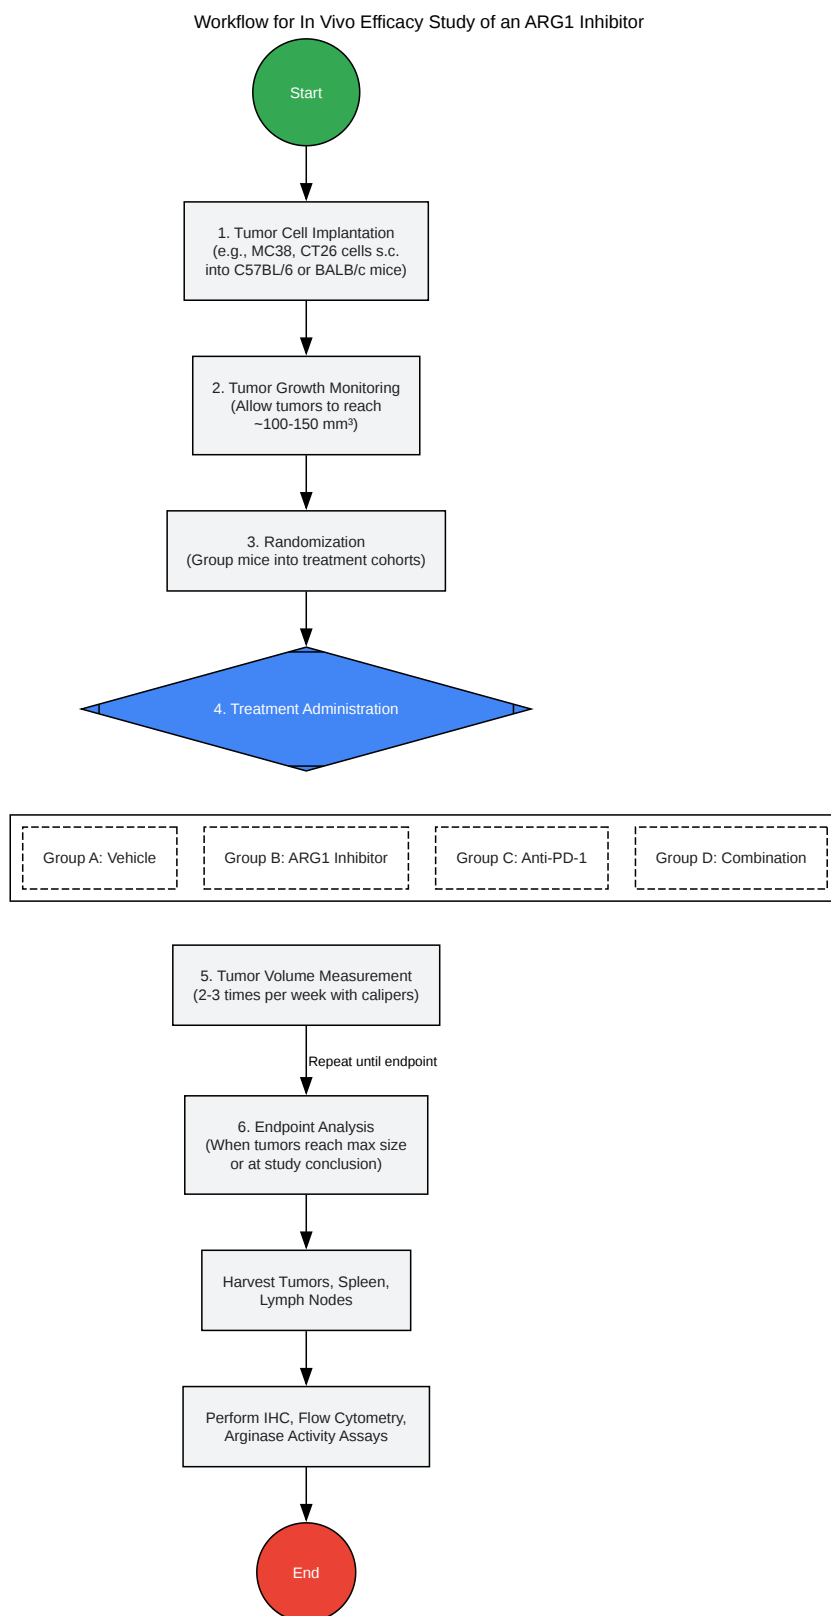 Workflow for In Vivo Efficacy Study of an ARG1 Inhibitor
Start
1. Tumor Cell Implantation
(e.g., MC38, CT26 cells s.c.
into C57BL/6 or BALB/c mice)
2. Tumor Growth Monitoring
(Allow tumors to reach
~100-150 mm³)
3. Randomization
(Group mice into treatment cohorts)
4. Treatment Administration
Group A: Vehicle
Group B: ARG1 Inhibitor
Group C: Anti-PD-1
Group D: Combination
5. Tumor Volume Measurement
(2-3 times per week with calipers)
Repeat until endpoint
6. Endpoint Analysis
(When tumors reach max size
or at study conclusion)
Harvest Tumors, Spleen,
Lymph Nodes
Perform IHC, Flow Cytometry,
Arginase Activity Assays
End